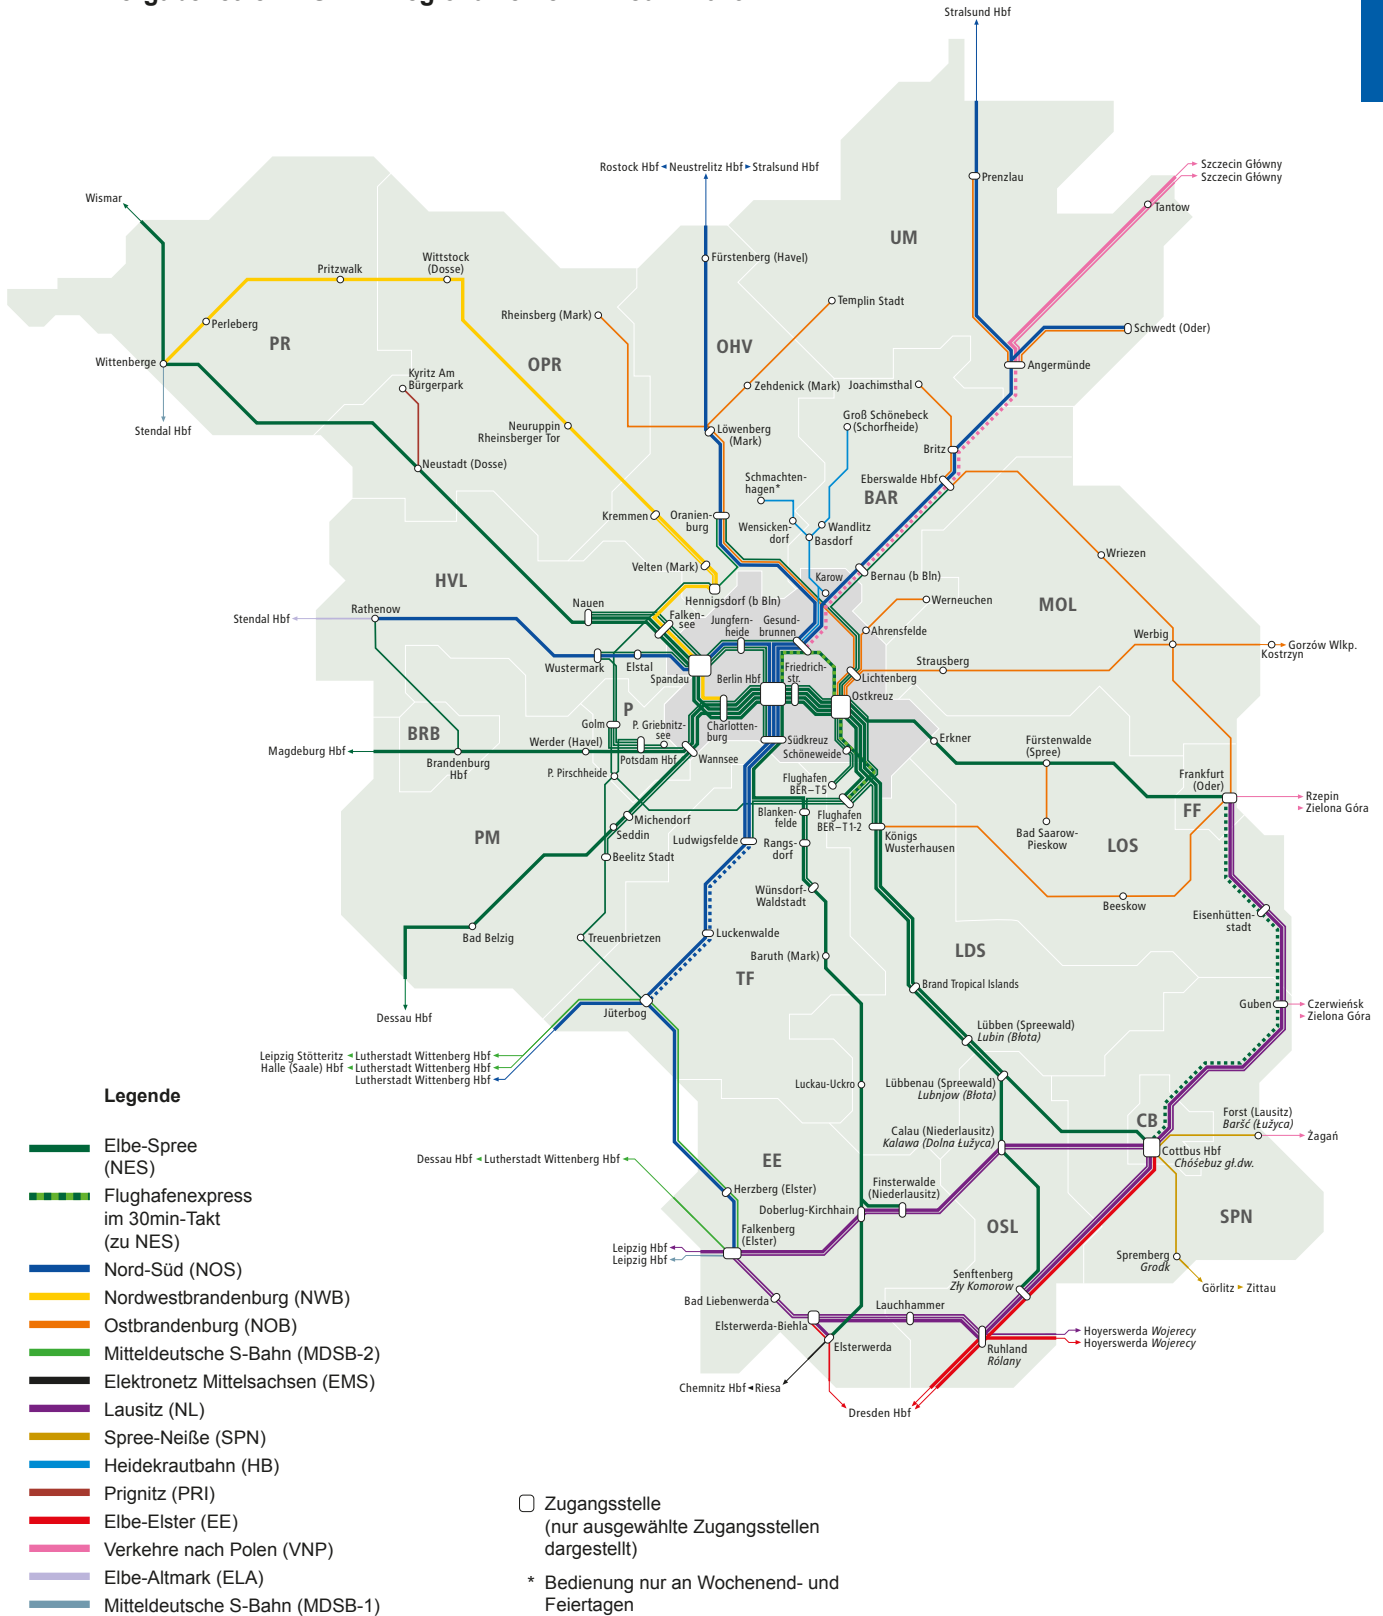 Stralsund Hbf
Rostock Hbf
Neustrelitz Hbf
Stralsund Hbf
Szczecin Główny
Szczecin Główny
Prenzlau
Tantow
Wismar
UM
Fürstenberg (Havel)
Wittstock
(Dosse)
Pritzwalk
Templin Stadt
Rheinsberg (Mark)
Perleberg
Schwedt (Oder)
PR
OHV
OPR
Wittenberge
Angermünde
Kyritz Am
Bürgerpark
Zehdenick (Mark)
Joachimsthal
Groß Schönebeck
(Schorfheide)
Stendal Hbf
Neuruppin
Rheinsberger Tor
Löwenberg
(Mark)
Britz
Neustadt (Dosse)
Eberswalde Hbf
Schmachten-
hagen*
BAR
Kremmen
Oranien-
burg
Wensicken-
dorf
Wandlitz
Basdorf
Wriezen
Velten (Mark)
Karow
Bernau (b Bln)
HVL
Hennigsdorf (b Bln)
Werneuchen
MOL
Nauen
Falken-
see
Jungfern-
heide
Gesund-
brunnen
Ahrensfelde
Stendal Hbf
Rathenow
Werbig
Gorzów Wlkp.
Kostrzyn
Wustermark
Elstal
Spandau
Berlin Hbf
Friedrich-
str.
Lichtenberg
Strausberg
Ostkreuz
P
Golm
P. Griebnitz-
see
Charlotten-
burg
BRB
Magdeburg Hbf
Brandenburg
Hbf
Werder (Havel)
Potsdam Hbf
Wannsee
Südkreuz
Schöneweide
Erkner
Fürstenwalde
(Spree)
P. Pirschheide
Flughafen
BER–T5
Frankfurt
(Oder)
Rzepin
Zielona Góra
FF
Michendorf
Blanken-
felde
Flughafen
BER–T1-2
Seddin
Ludwigsfelde
Rangs-
dorf
Königs
Wusterhausen
Bad Saarow-
Pieskow
PM
LOS
Beelitz Stadt
Wünsdorf-
Waldstadt
Beeskow
Eisenhütten-
stadt
Bad Belzig
Treuenbrietzen
Luckenwalde
Baruth (Mark)
LDS
TF
Brand Tropical Islands
Dessau Hbf
Jüterbog
Guben
Czerwieńsk
Zielona Góra
Lübben (Spreewald)
Lubin (Błota)
Leipzig Stötteritz
Lutherstadt Wittenberg Hbf
Halle (Saale) Hbf
Lutherstadt Wittenberg Hbf
Lutherstadt Wittenberg Hbf
Luckau-Uckro
Lübbenau (Spreewald)
Lubnjow (Błota)
CB
Forst (Lausitz)
Baršć (Łužyca)
Żagań
Calau (Niederlausitz)
Kalawa (Dolna Łužyca)
Cottbus Hbf
Chóśebuz gł.dw.
Dessau Hbf
Lutherstadt Wittenberg Hbf
EE
Herzberg (Elster)
Finsterwalde
(Niederlausitz)
Doberlug-Kirchhain
Falkenberg
(Elster)
OSL
SPN
Leipzig Hbf
Leipzig Hbf
Spremberg
Grodk
Senftenberg
Zły Komorow
Görlitz
Zittau
Bad Liebenwerda
Lauchhammer
Elsterwerda-Biehla
Elsterwerda
Ruhland
Rólany
Hoyerswerda Wojerecy
Hoyerswerda Wojerecy
Chemnitz Hbf
Riesa
Dresden Hbf
Legende
Elbe-Spree
(NES)
Flughafenexpress
im 30min-Takt
(zu NES)
Nord-Süd (NOS)
Nordwestbrandenburg (NWB)
Ostbrandenburg (NOB)
Mitteldeutsche S-Bahn (MDSB-2)
Elektronetz Mittelsachsen (EMS)
Lausitz (NL)
Spree-Neiße (SPN)
Heidekrautbahn (HB)
Prignitz (PRI)
Elbe-Elster (EE)
Verkehre nach Polen (VNP)
Elbe-Altmark (ELA)
Mitteldeutsche S-Bahn (MDSB-1)
Zugangsstelle
(nur ausgewählte Zugangsstellen
dargestellt)
* Bedienung nur an Wochenend- und
Feiertagen